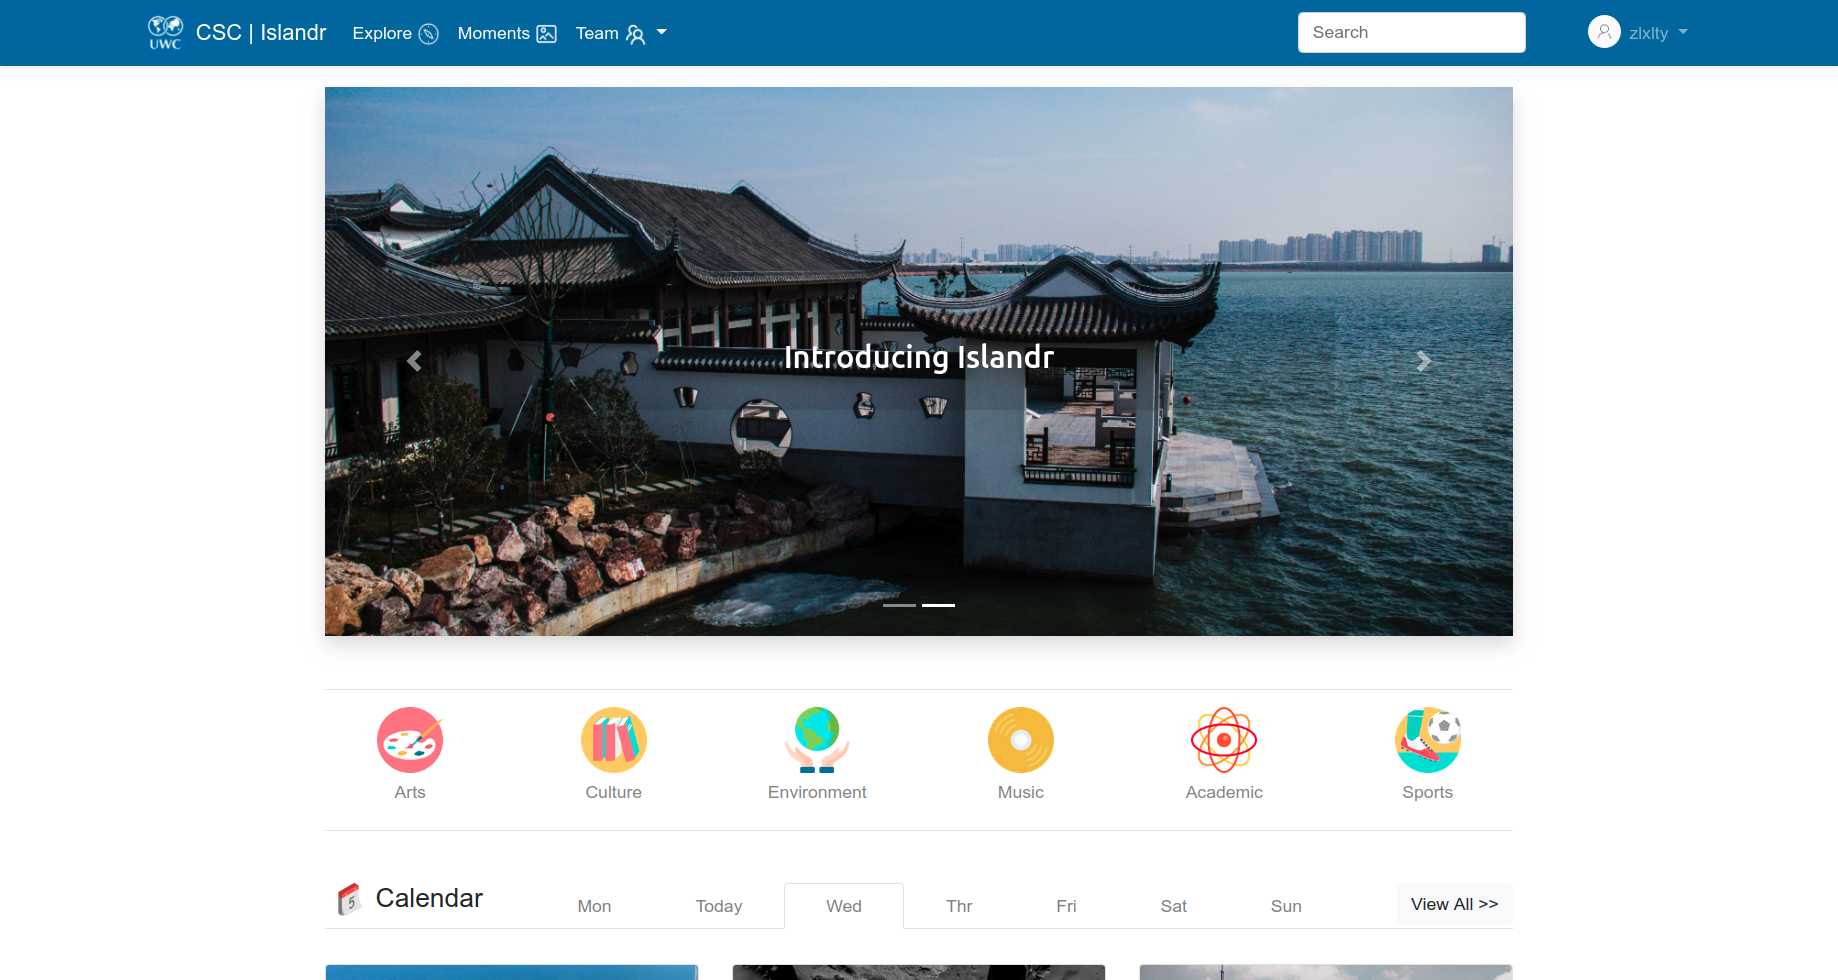 UWC
CSC | Islandr
Explore
Moments
Team
Search
zlxlty
Introducing Islandr
Arts
Culture
Environment
Music
Academic
Sports
5
Calendar
Mon
Today
Wed
Thr
Fri
Sat
Sun
View All >>